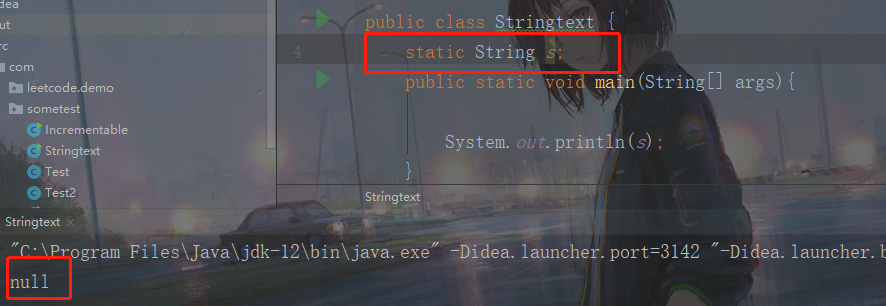 dea
ut
rc
com
leetcode.demo
sometest
Incrementable
Stringtext
Test
Test2
public class Stringtext {
4 static String s;
public static void main(String[] args){
System.out.println(s);
}
Stringtext
Stringtext ×
"C:\Program Files\Java\jdk-12\bin\java.exe" -Didea.launcher.port=3142 "-Didea.launcher.b
null